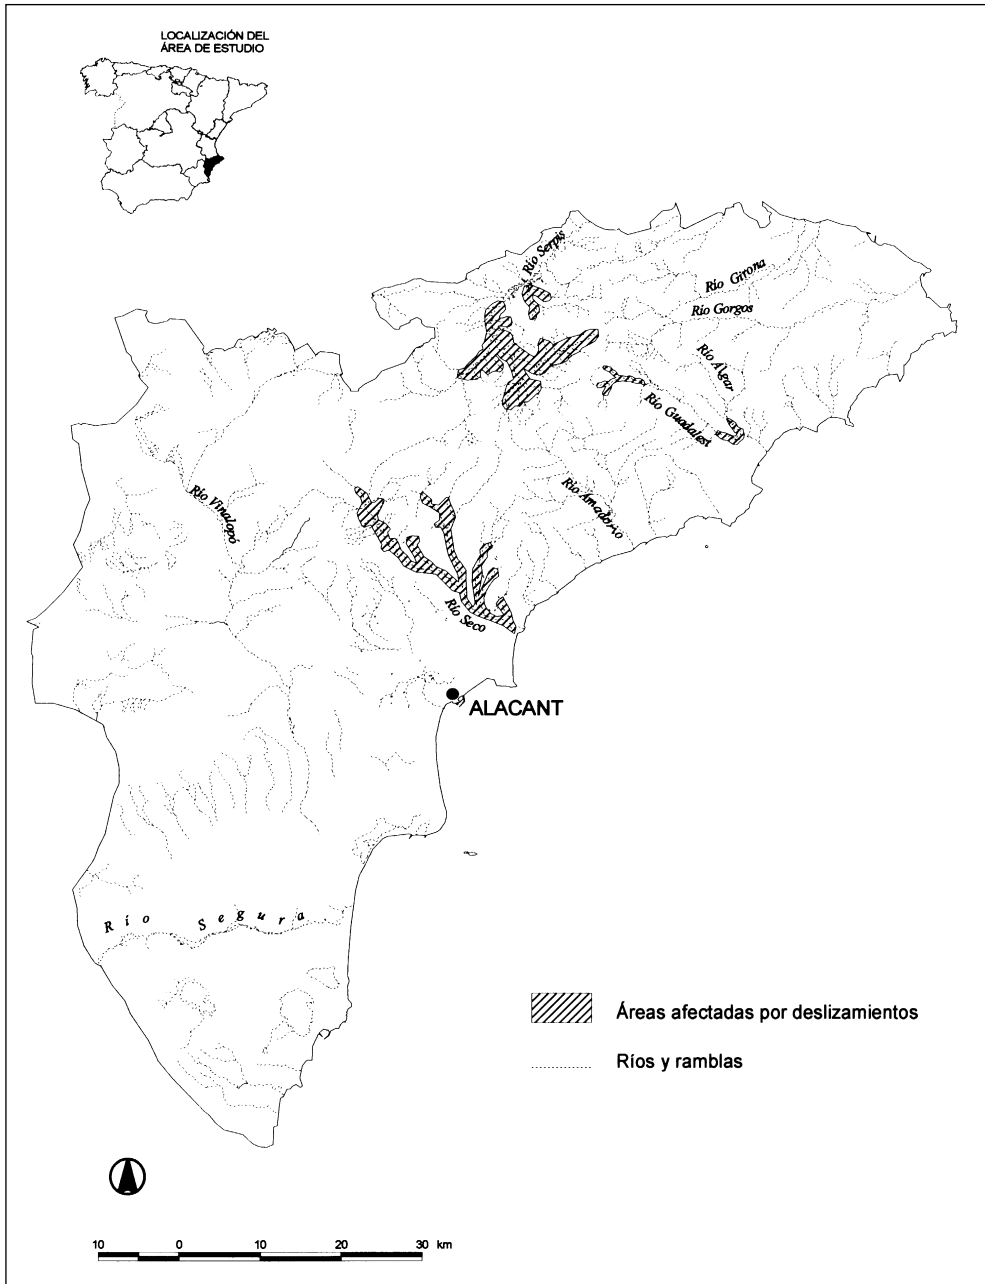 LOCALIZACIÓN DEL
ÁREA DE ESTUDIO
Río Serpis
Río Girona
Río Gorgos
Río Algar
Río Guadalest
Río Amadorio
Río Vinalopó
Río Seco
ALACANT
Río Segura
Áreas afectadas por deslizamientos
Ríos y ramblas
10 0 10 20 30 km